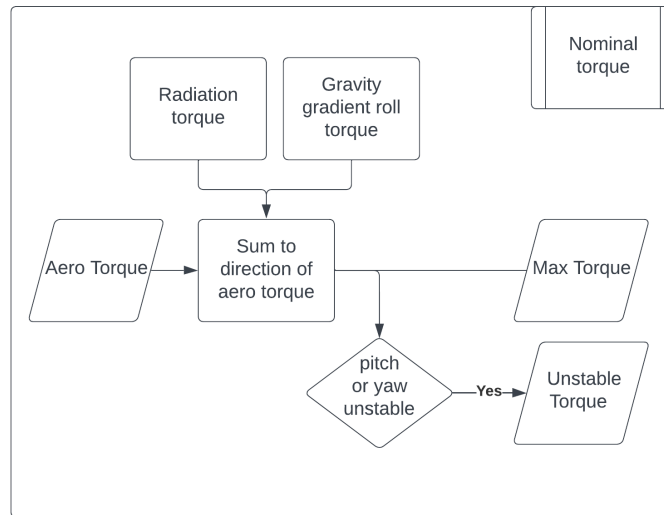 Nominal
torque
Radiation
torque
Gravity
gradient roll
torque
Aero Torque
Sum to
direction of
aero torque
Max Torque
pitch
or yaw
unstable
Yes
Unstable
Torque